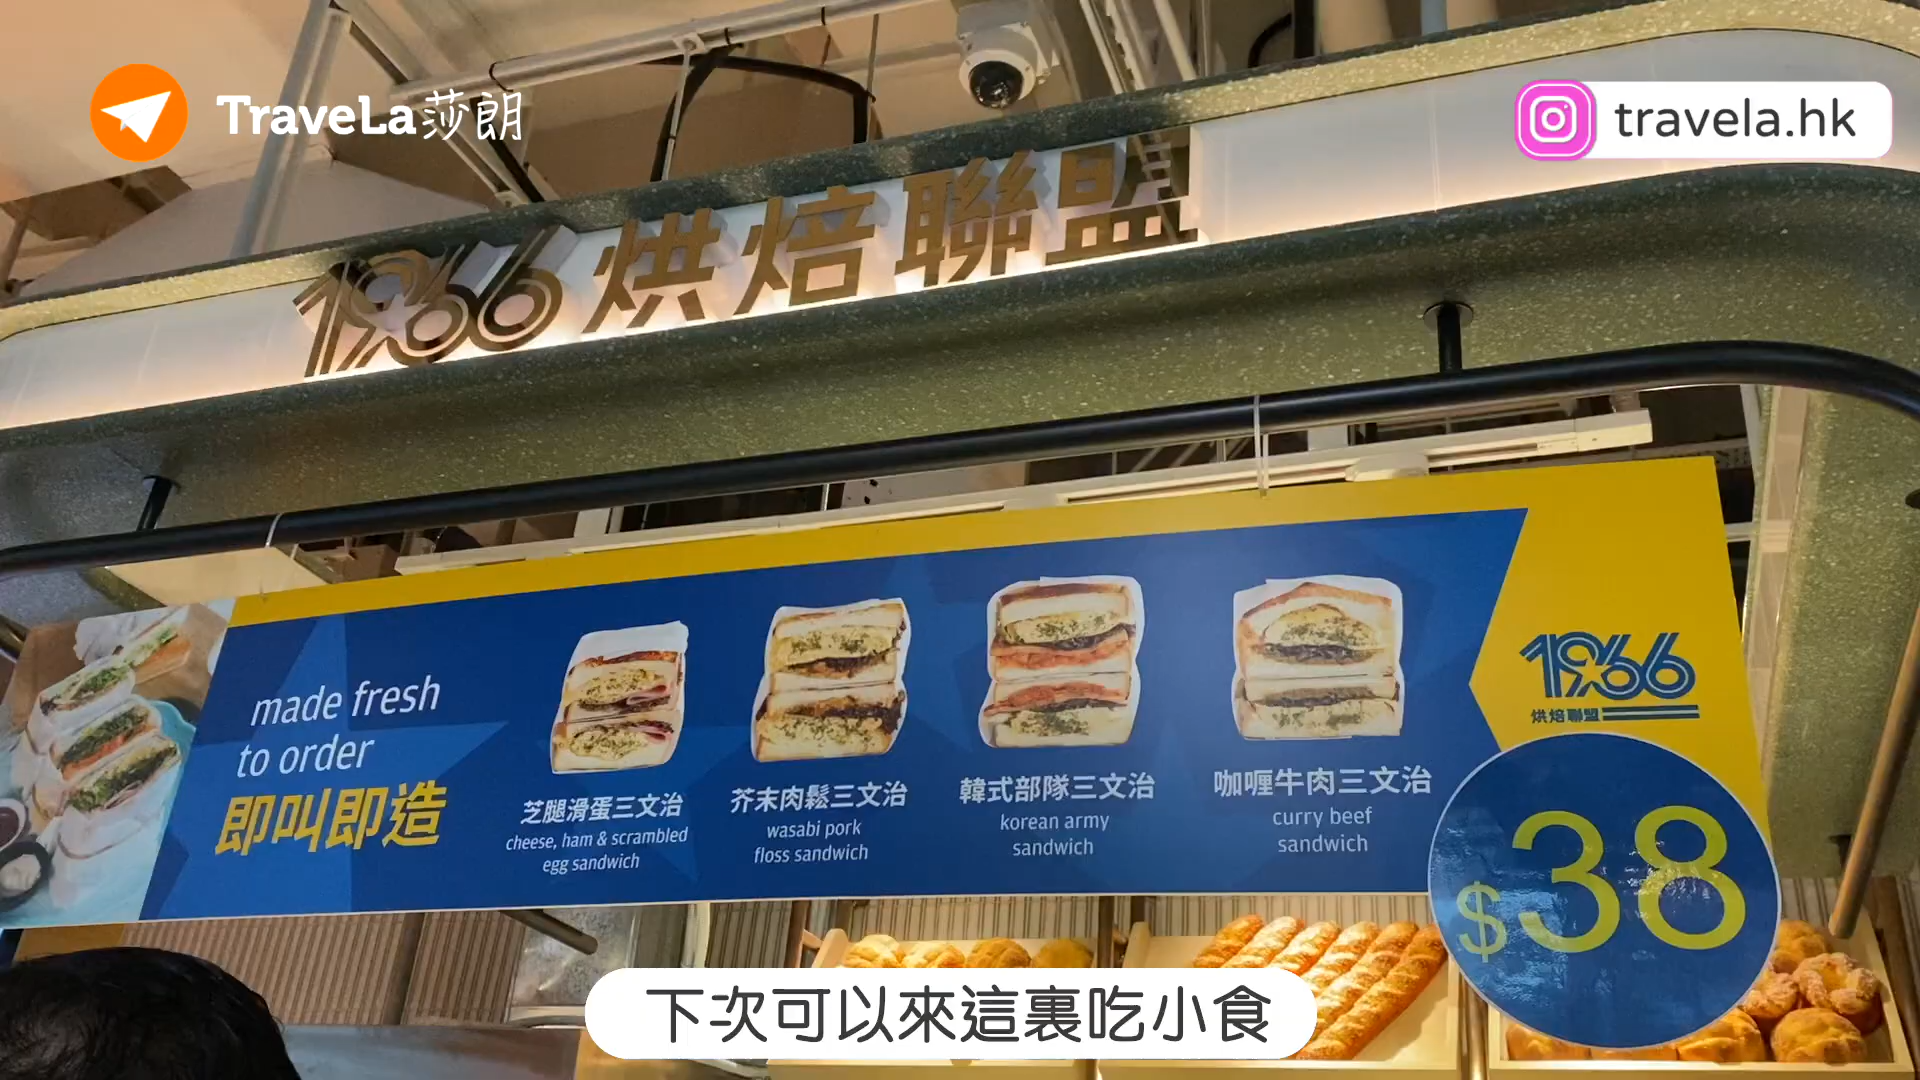 TraveLa莎朗
travela.hk
1966 烘焙聯盟
made fresh
to order
即叫即造
芝腿滑蛋三文治
cheese, ham & scrambled
egg sandwich
芥末肉鬆三文治
wasabi pork
floss sandwich
韓式部隊三文治
korean army
sandwich
咖喱牛肉三文治
curry beef
sandwich
1966
烘焙聯盟
$38
下次可以來這裏吃小食